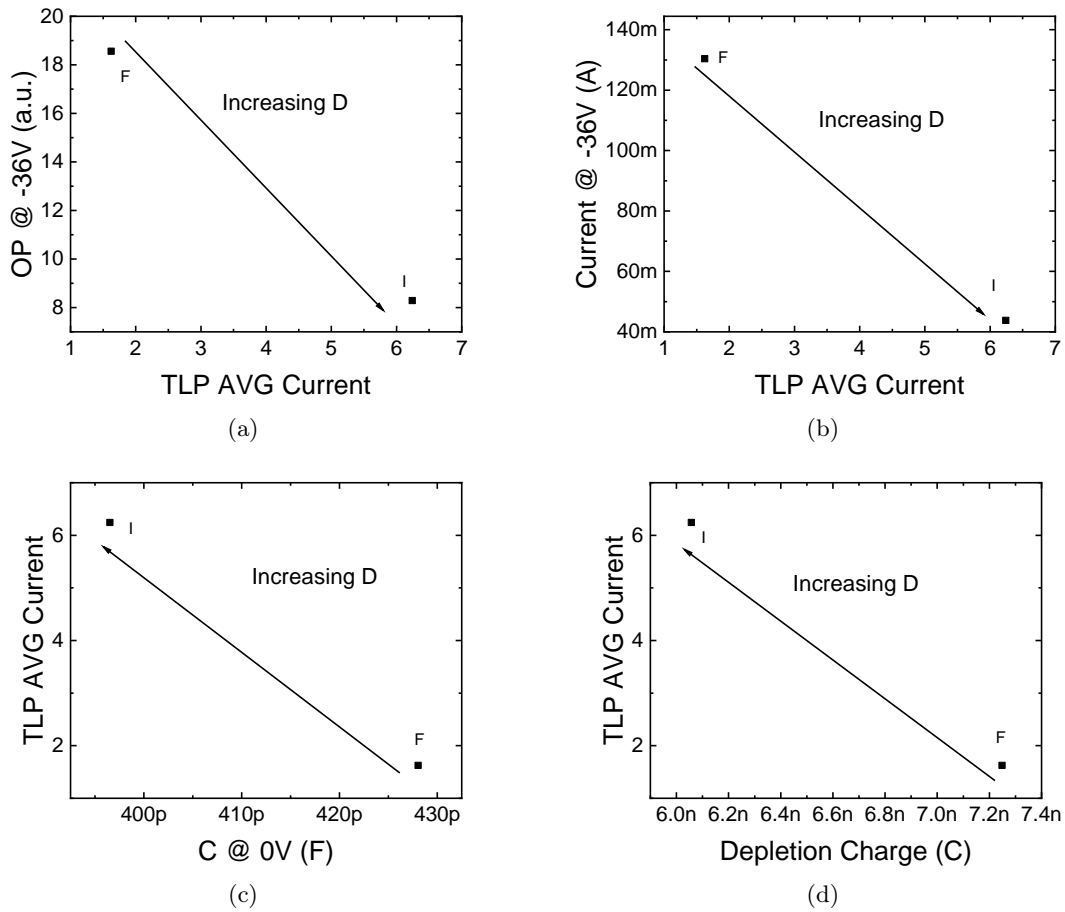 20
18
16
14
12
10
8
OP @ -36V (a.u.)
F
Increasing D
I
1 2 3 4 5 6 7
TLP AVG Current
(a)
140m
120m
100m
80m
60m
40m
Current @ -36V (A)
F
Increasing D
I
1 2 3 4 5 6 7
TLP AVG Current
(b)
6
4
2
TLP AVG Current
I
Increasing D
F
400p 410p 420p 430p
C @ 0V (F)
(c)
6
4
2
TLP AVG Current
I
Increasing D
F
6.0n 6.2n 6.4n 6.6n 6.8n 7.0n 7.2n 7.4n
Depletion Charge (C)
(d)